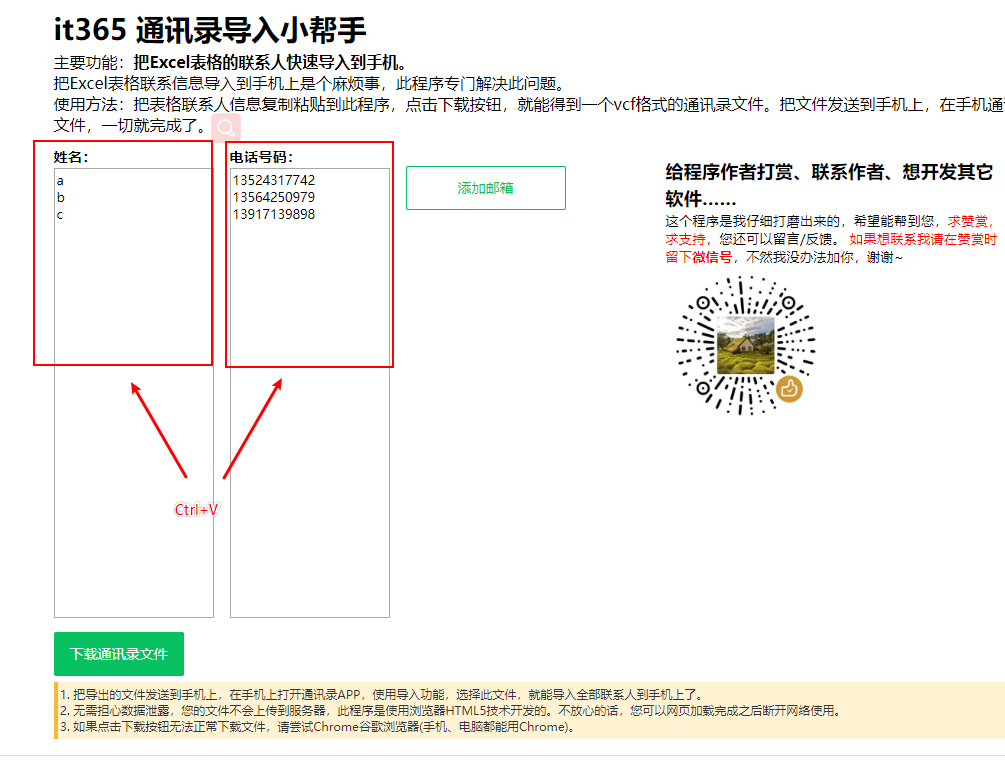 it365 通讯录导入小帮手
主要功能：把Excel表格的联系人快速导入到手机。
把Excel表格联系信息导入到手机上是个麻烦事，此程序专门解决此问题。
使用方法：把表格联系人信息复制粘贴到此程序，点击下载按钮，就能得到一个vcf格式的通讯录文件。把文件发送到手机上，在手机通
文件，一切就完成了。
姓名：
a
b
c
电话号码：
13524317742
13564250979
13917139898
添加邮箱
给程序作者打赏、联系作者、想开发其它
软件……
这个程序是我仔细打磨出来的，希望能帮到您，求赞赏，
求支持，您还可以留言/反馈。 如果想联系我请在赞赏时
留下微信号，不然我没办法加你，谢谢~
Ctrl+V
下载通讯录文件
1. 把导出的文件发送到手机上，在手机上打开通讯录APP，使用导入功能，选择此文件，就能导入全部联系人到手机上了。
2. 无需担心数据泄露，您的文件不会上传到服务器，此程序是使用浏览器HTML5技术开发的。不放心的话，您可以网页加载完成之后断开网络使用。
3. 如果点击下载按钮无法正常下载文件，请尝试Chrome谷歌浏览器(手机、电脑都能用Chrome)。